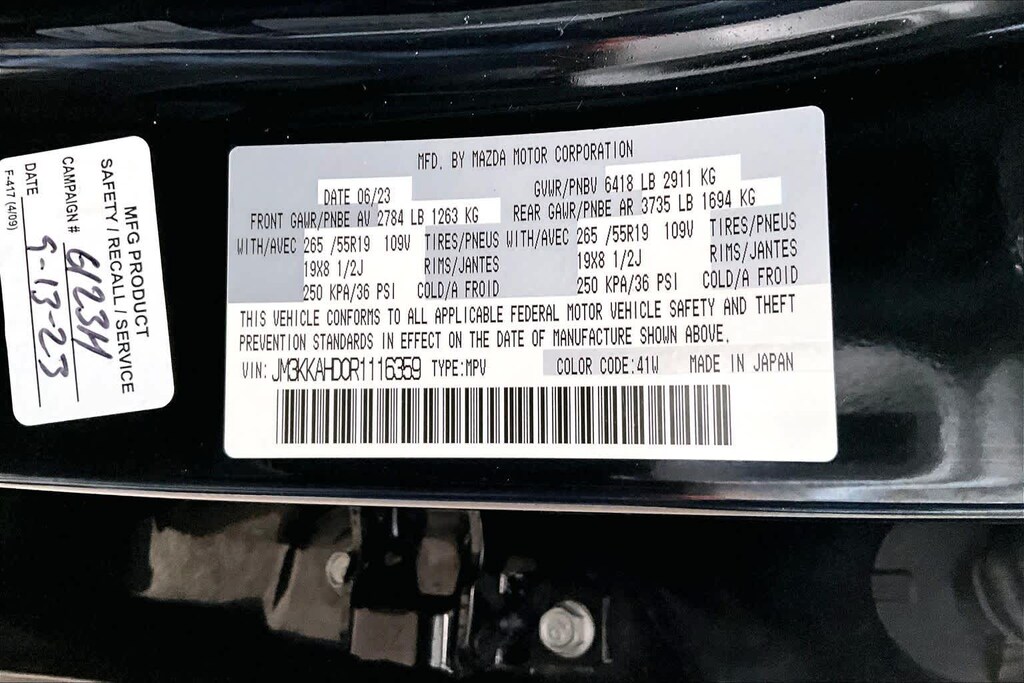 MFG PRODUCT
SAFETY / RECALL / SERVICE
CAMPAIGN # 6123H
DATE 9-13-23
F-417 (4/09)
MFD. BY MAZDA MOTOR CORPORATION
DATE 06/23 GVWR/PNBV 6418 LB 2911 KG
FRONT GAWR/PNBE AV 2784 LB 1263 KG REAR GAWR/PNBE AR 3735 LB 1694 KG
WITH/AVEC 265 /55R19 109V TIRES/PNEUS WITH/AVEC 265 /55R19 109V TIRES/PNEUS
19X8 1/2J RIMS/JANTES 19X8 1/2J RIMS/JANTES
250 KPA/36 PSI COLD/A FROID 250 KPA/36 PSI COLD/A FROID
THIS VEHICLE CONFORMS TO ALL APPLICABLE FEDERAL MOTOR VEHICLE SAFETY AND THEFT
PREVENTION STANDARDS IN EFFECT ON THE DATE OF MANUFACTURE SHOWN ABOVE.
VIN: JM3KKAHD0R1116359 TYPE:MPV COLOR CODE:41W MADE IN JAPAN